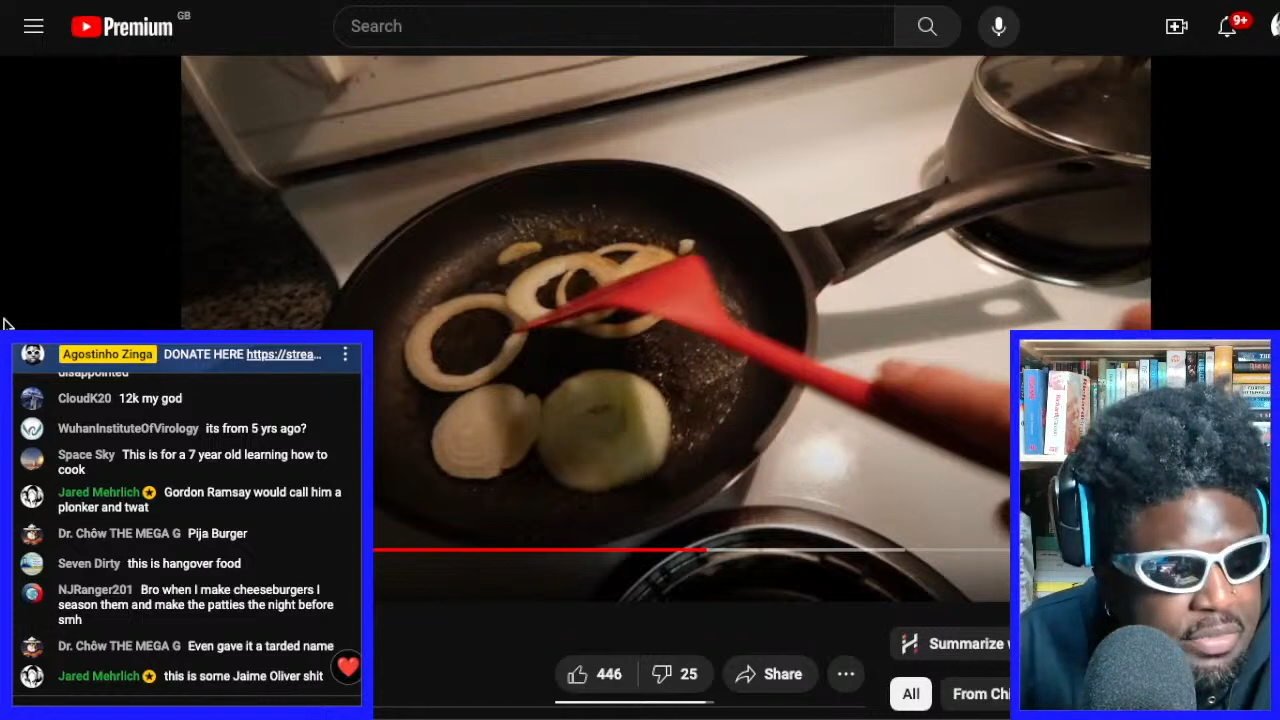 Premium GB
Search
9+
Agostinho Zinga DONATE HERE https://strea...
disappointed
CloudK20 12k my god
WuhanInstituteOfVirology its from 5 yrs ago?
Space Sky This is for a 7 year old learning how to
cook
Jared Mehrlich Gordon Ramsay would call him a
plonker and twat
Dr. Chôw THE MEGA G Pija Burger
Seven Dirty this is hangover food
NJRanger201 Bro when I make cheeseburgers I
season them and make the patties the night before
smh
Dr. Chôw THE MEGA G Even gave it a tarded name
Jared Mehrlich this is some Jaime Oliver shit
446
25
Share
Summarize
All
From Chi